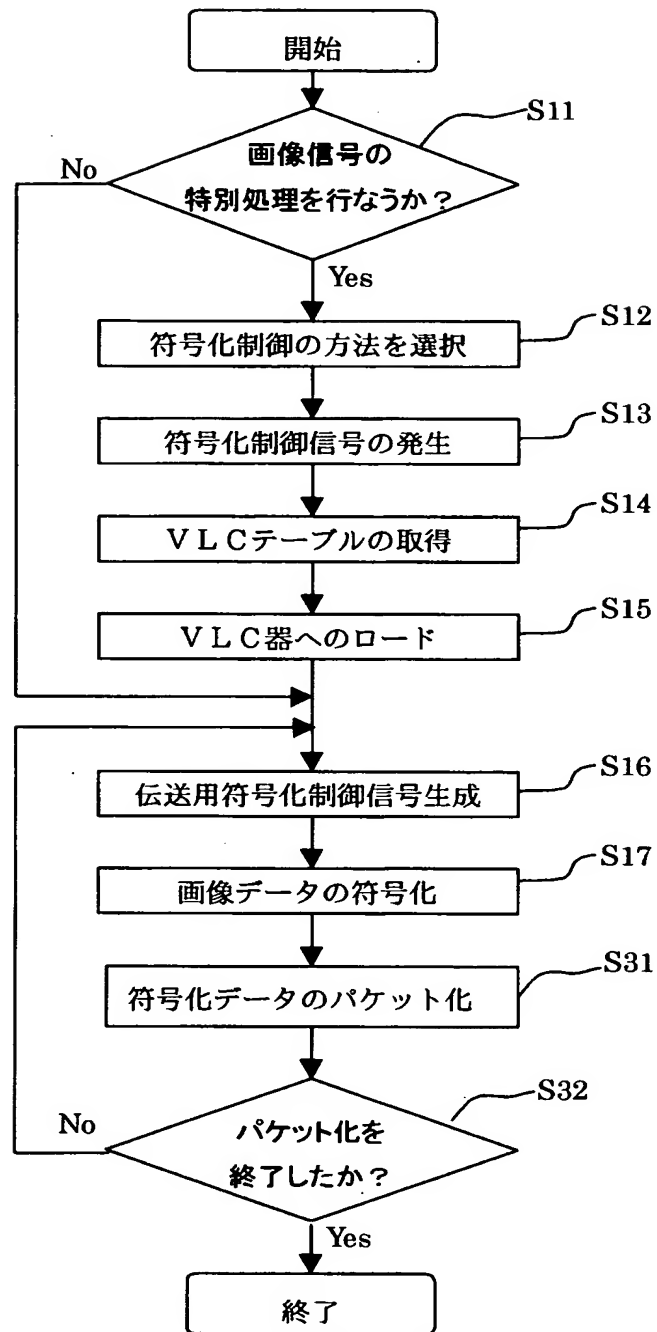 開始
S11
No
画像信号の
特別処理を行なうか？
Yes
S12
符号化制御の方法を選択
S13
符号化制御信号の発生
S14
ＶＬＣテーブルの取得
S15
ＶＬＣ器へのロード
S16
伝送用符号化制御信号生成
S17
画像データの符号化
S31
符号化データのパケット化
S32
No
パケット化を
終了したか？
Yes
終了